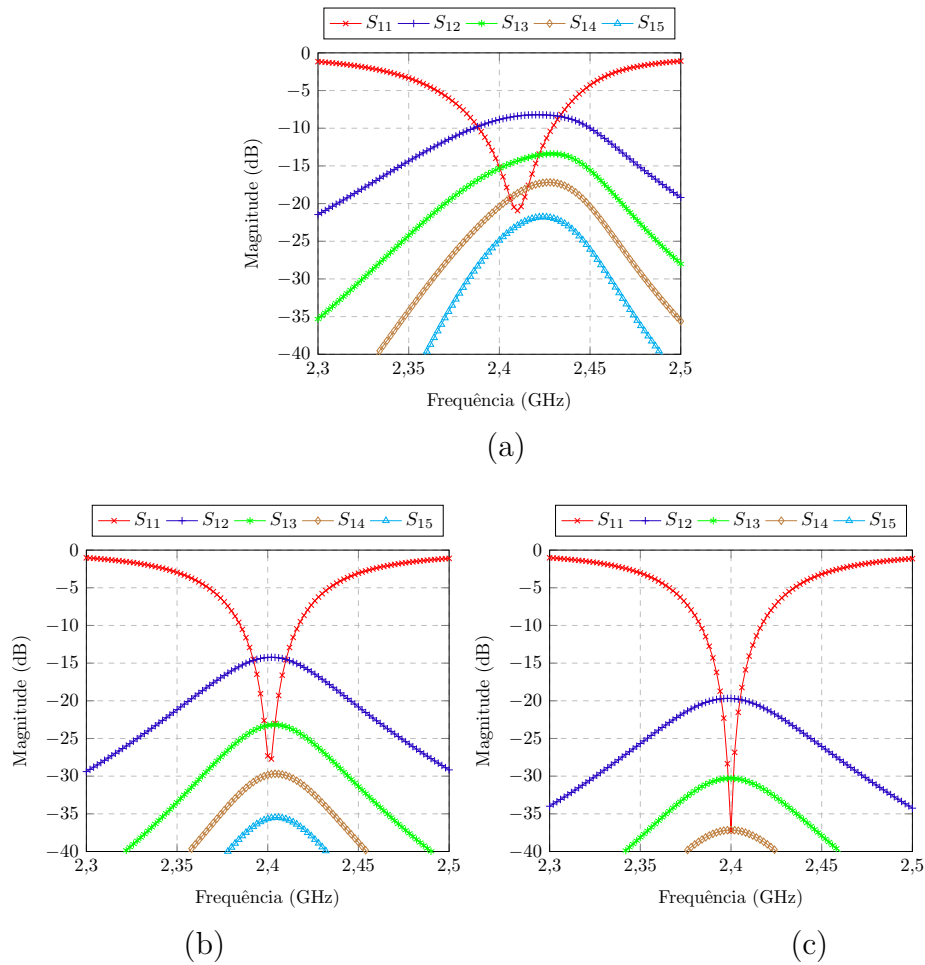 S11 S12 S13 S14 S15
0
−5
−10
−15
−20
−25
−30
−35
−40
Magnitude (dB)
2,3 2,35 2,4 2,45 2,5
Frequência (GHz)
(a)
S11 S12 S13 S14 S15
0
−5
−10
−15
−20
−25
−30
−35
−40
Magnitude (dB)
2,3 2,35 2,4 2,45 2,5
Frequência (GHz)
(b)
S11 S12 S13 S14 S15
0
−5
−10
−15
−20
−25
−30
−35
−40
Magnitude (dB)
2,3 2,35 2,4 2,45 2,5
Frequência (GHz)
(c)